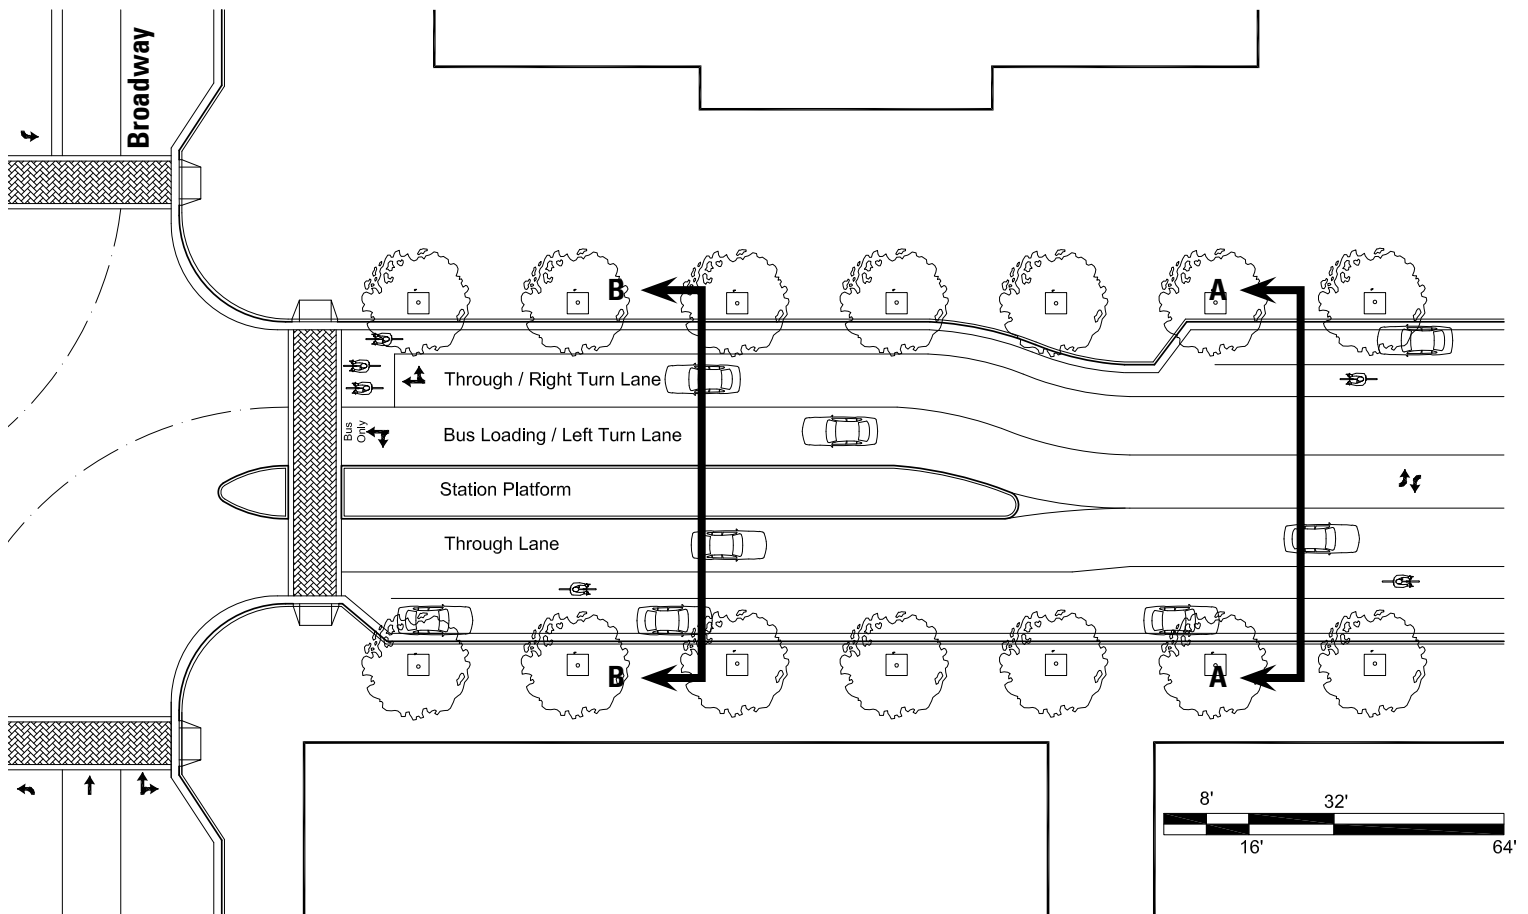 Broadway
B
A
Through / Right Turn Lane
Bus Only
Bus Loading / Left Turn Lane
Station Platform
Through Lane
B
A
8'
32'
16'
64'